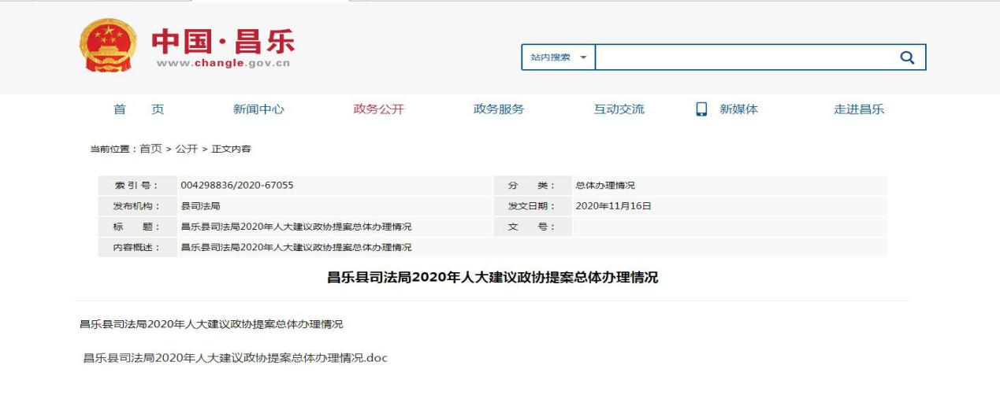 中国·昌乐
www.changle.gov.cn
站内搜索
首 页 新闻中心 政务公开 政务服务 互动交流 新媒体 走进昌乐
当前位置：首页 > 公开 > 正文内容
索 引 号： 004298836/2020-67055 分 类： 总体办理情况
发布机构： 县司法局 发文日期： 2020年11月16日
标 题： 昌乐县司法局2020年人大建议政协提案总体办理情况 文 号：
内容概述： 昌乐县司法局2020年人大建议政协提案总体办理情况
昌乐县司法局2020年人大建议政协提案总体办理情况
昌乐县司法局2020年人大建议政协提案总体办理情况
昌乐县司法局2020年人大建议政协提案总体办理情况.doc